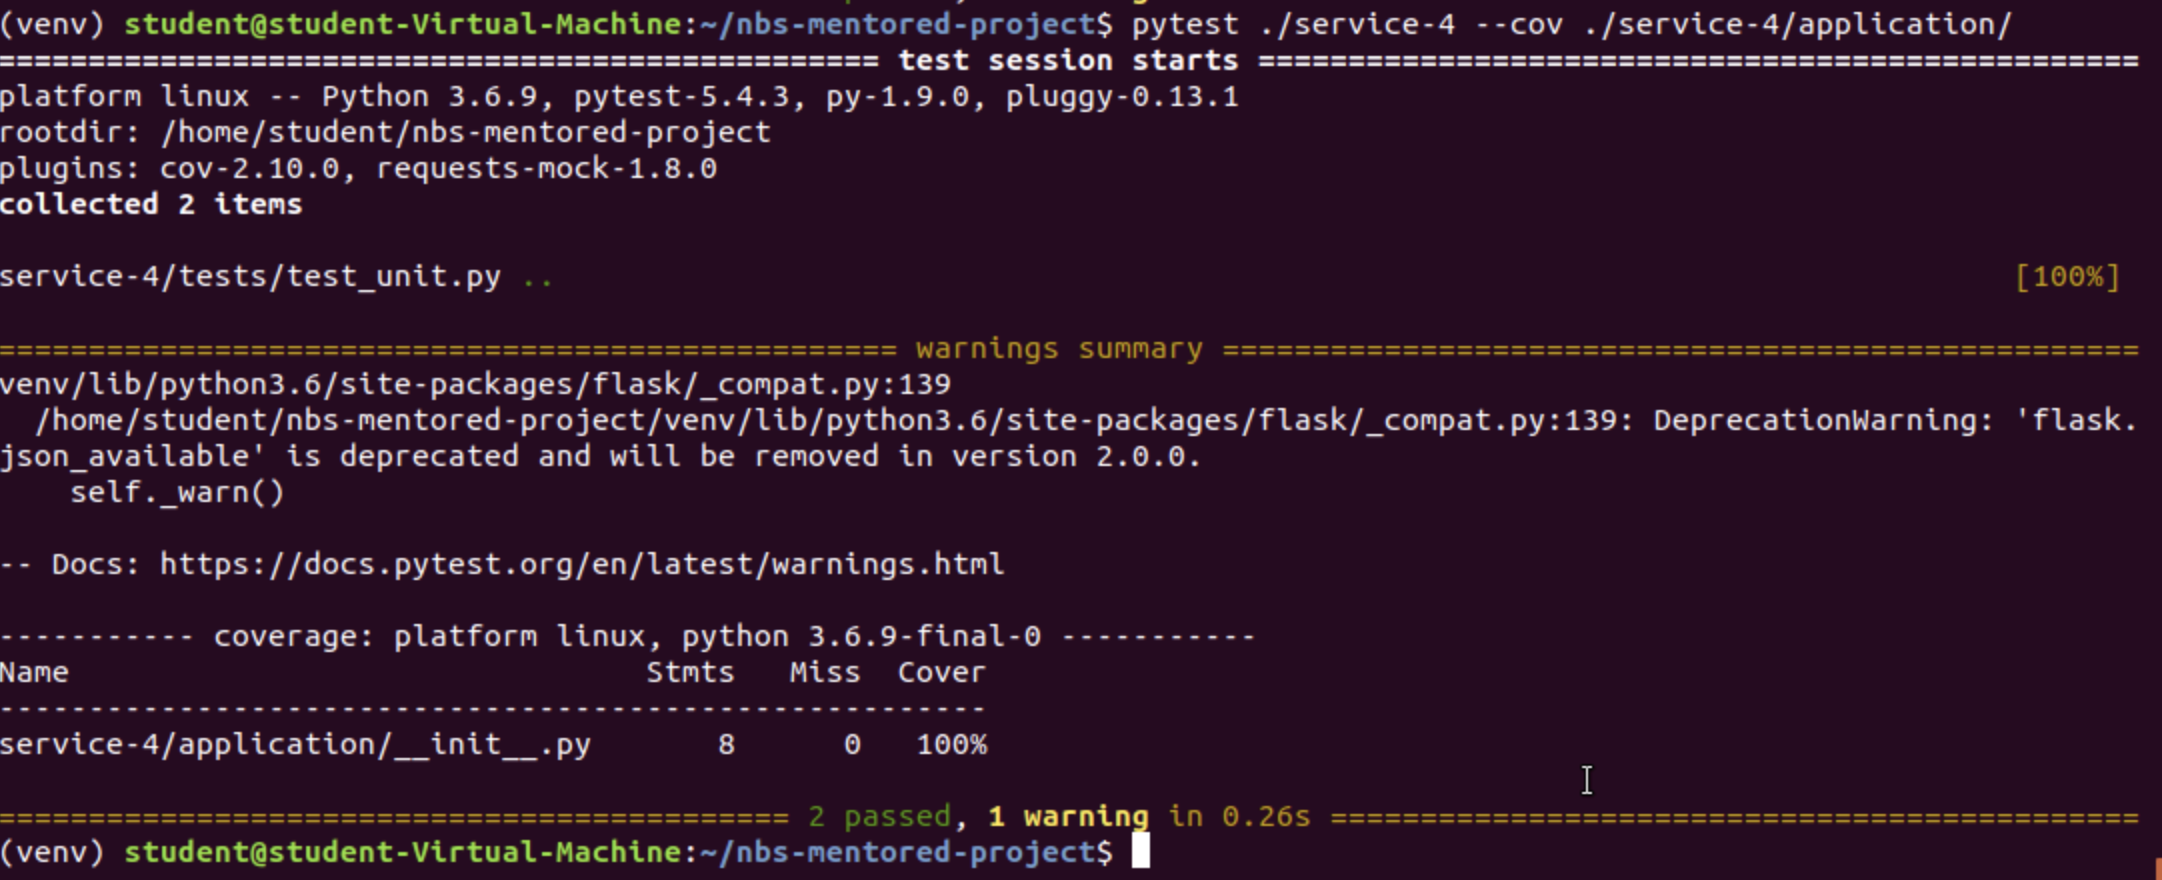 (venv) student@student-Virtual-Machine:~/nbs-mentored-project$ pytest ./service-4 --cov ./service-4/application/
================================================= test session starts =================================================
platform linux -- Python 3.6.9, pytest-5.4.3, py-1.9.0, pluggy-0.13.1
rootdir: /home/student/nbs-mentored-project
plugins: cov-2.10.0, requests-mock-1.8.0
collected 2 items
service-4/tests/test_unit.py .. [100%]
================================================== warnings summary ===================================================
venv/lib/python3.6/site-packages/flask/_compat.py:139
  /home/student/nbs-mentored-project/venv/lib/python3.6/site-packages/flask/_compat.py:139: DeprecationWarning: 'flask.
json_available' is deprecated and will be removed in version 2.0.0.
    self._warn()
-- Docs: https://docs.pytest.org/en/latest/warnings.html
----------- coverage: platform linux, python 3.6.9-final-0 -----------
Name                                Stmts   Miss  Cover
-------------------------------------------------------
service-4/application/__init__.py       8      0   100%
============================================ 2 passed, 1 warning in 0.26s =============================================
(venv) student@student-Virtual-Machine:~/nbs-mentored-project$